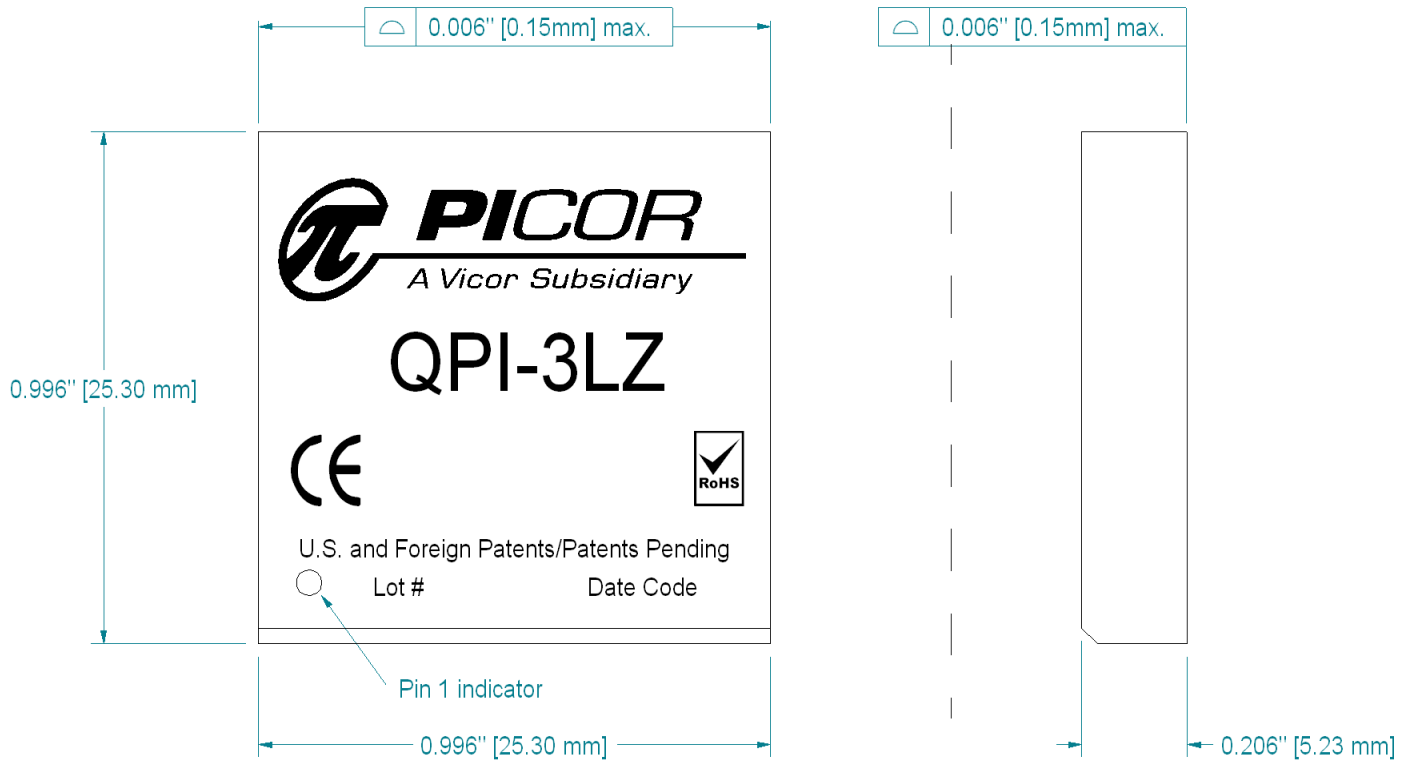 0.006" [0.15mm] max.
0.006" [0.15mm] max.
π PICOR
A Vicor Subsidiary
QPI-3LZ
0.996" [25.30 mm]
CE
RoHS
U.S. and Foreign Patents/Patents Pending
Lot #
Date Code
Pin 1 indicator
0.996" [25.30 mm]
0.206" [5.23 mm]